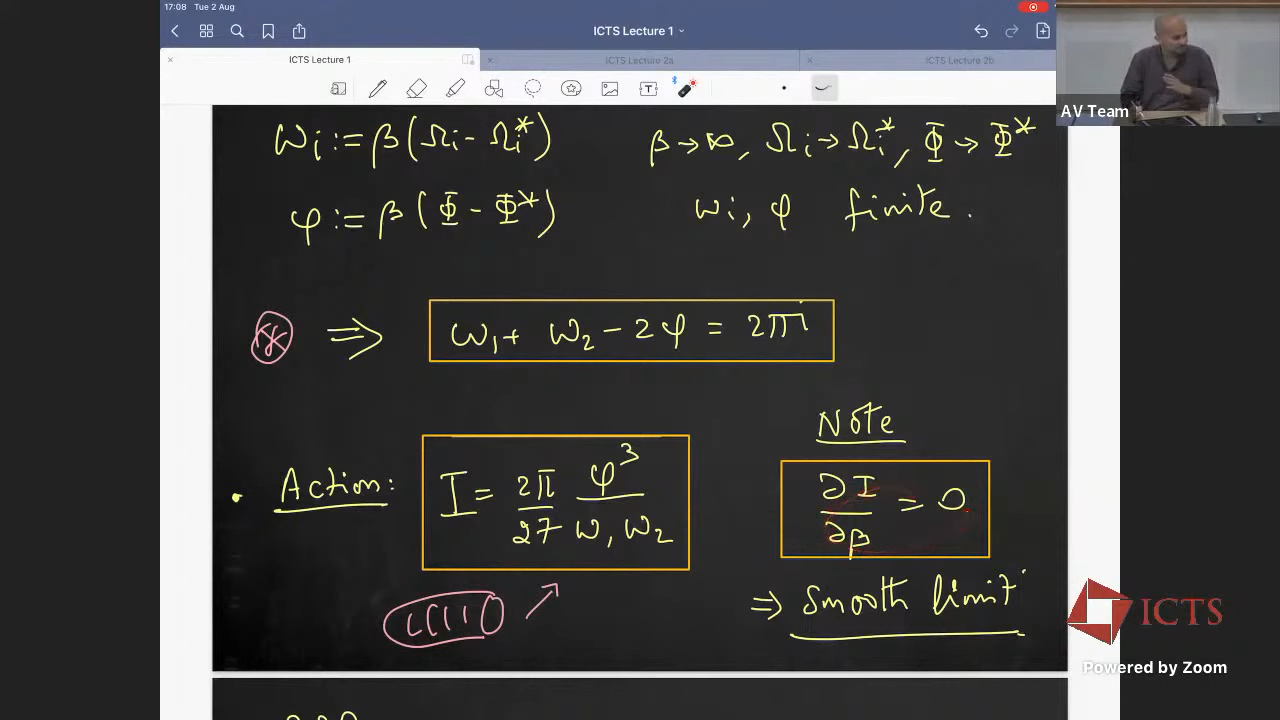 17:08 Tue 2 Aug
ICTS Lecture 1
ICTS Lecture 1
ICTS Lecture 2a
ICTS Lecture 2b
AV Team
ωi := β(Ωi - Ωi*)
β → ∞, Ωi → Ωi*, Φ → Φ*
φ := β(Φ - Φ*)
ωi, φ finite.
⇒ ω1 + ω2 - 2φ = 2πi
Note
• Action: I = 2π/27 φ³/ω1ω2
∂I/∂β = 0
⇒ smooth limit
ICTS
Powered by Zoom